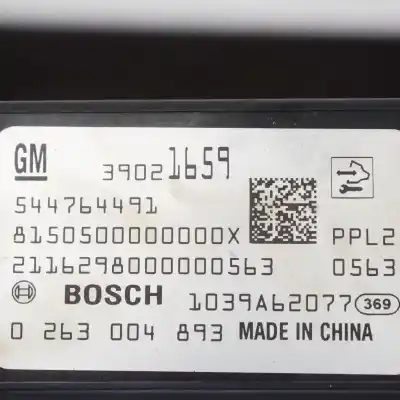 GM 39021659
544764491
8150500000000X PPL2
2116298000000563 0563
BOSCH 1039A62077 369
0 263 004 893 MADE IN CHINA